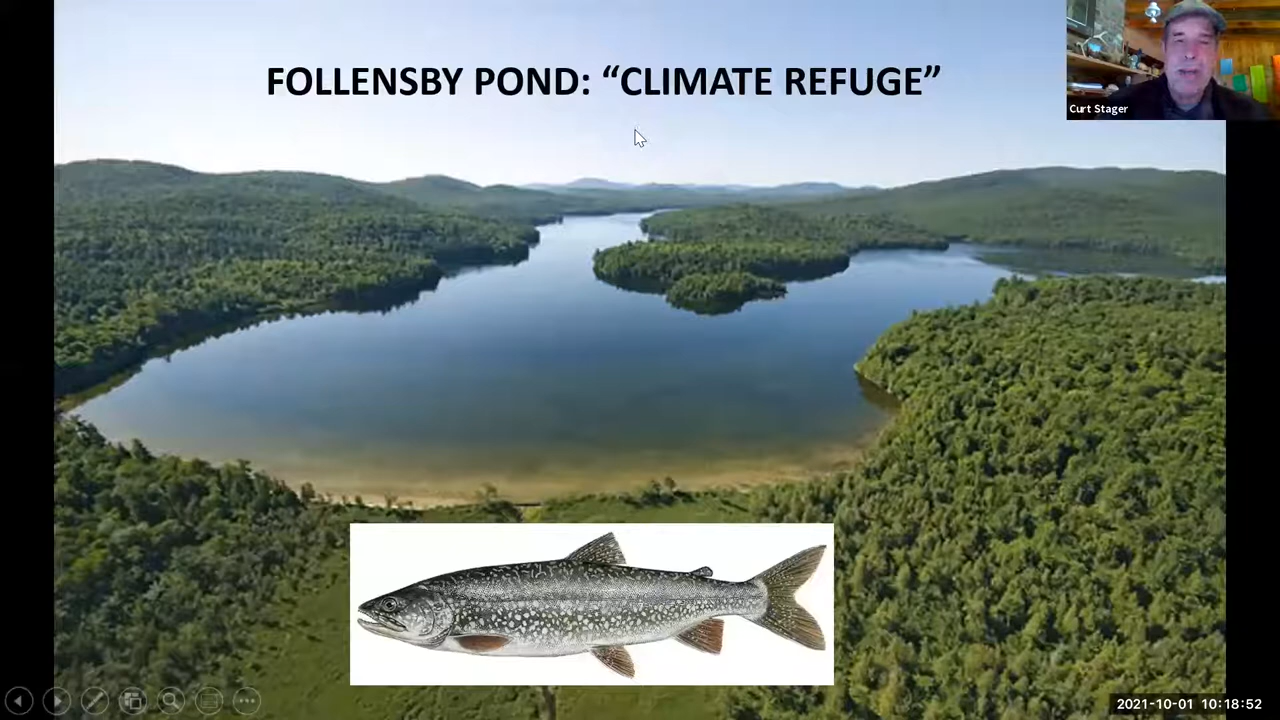 FOLLENSBY POND: “CLIMATE REFUGE”
Curt Stager
2021-10-01 10:18:52